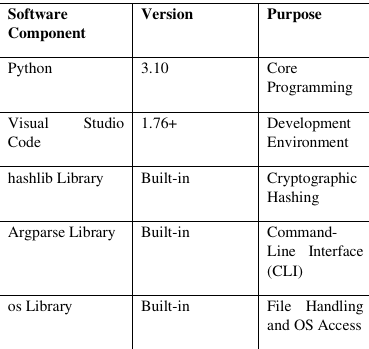 Software Component Version Purpose
Python 3.10 Core Programming
Visual Studio Code 1.76+ Development Environment
hashlib Library Built-in Cryptographic Hashing
Argparse Library Built-in Command-Line Interface (CLI)
os Library Built-in File Handling and OS Access